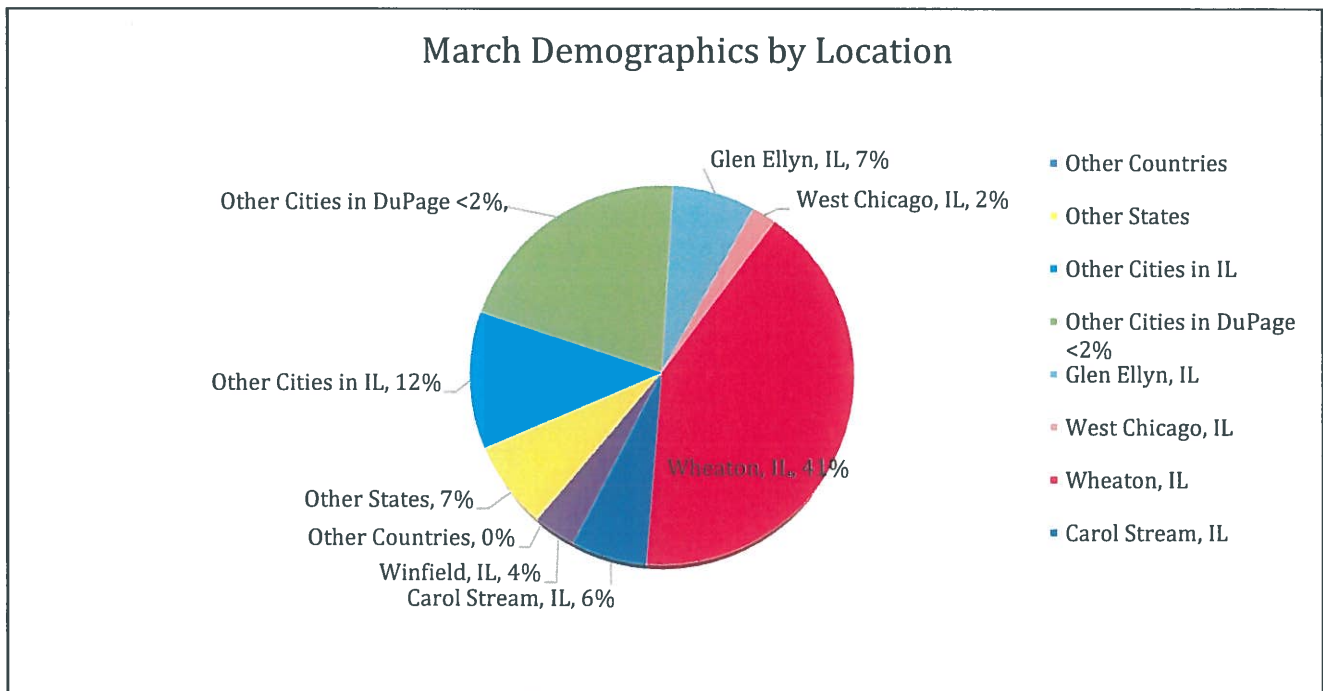 March Demographics by Location
Glen Ellyn, IL, 7%
West Chicago, IL, 2%
Other Cities in DuPage <2%,
Other Cities in IL, 12%
Wheaton, IL, 41%
Other States, 7%
Other Countries, 0%
Winfield, IL, 4%
Carol Stream, IL, 6%
Other Countries
Other States
Other Cities in IL
Other Cities in DuPage
<2%
Glen Ellyn, IL
West Chicago, IL
Wheaton, IL
Carol Stream, IL